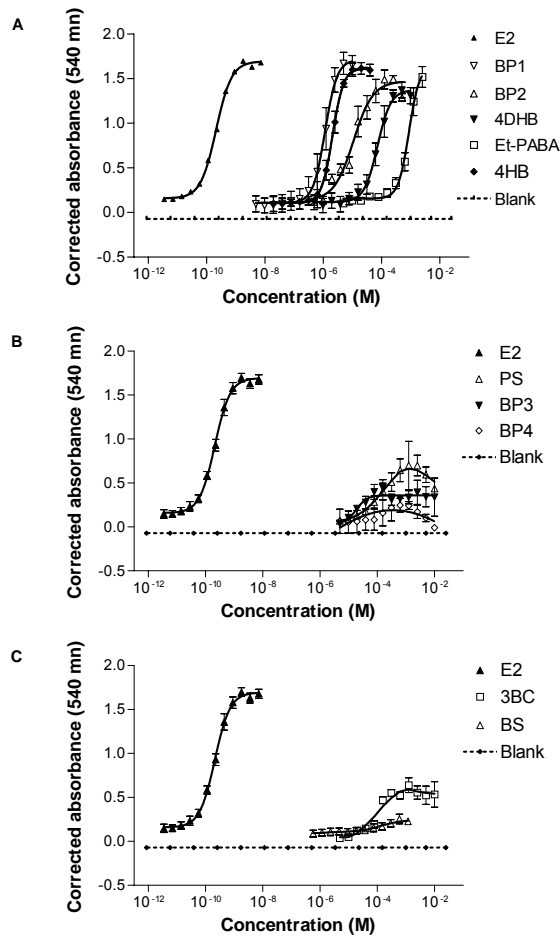 A
Corrected absorbance (540 mn)
2.0
1.5
1.0
0.5
0.0
-0.5
10-12
10-10
10-8
10-6
10-4
10-2
Concentration (M)
E2
BP1
BP2
4DHB
Et-PABA
4HB
Blank
B
Corrected absorbance (540 mn)
2.0
1.5
1.0
0.5
0.0
-0.5
10-12
10-10
10-8
10-6
10-4
10-2
Concentration (M)
E2
PS
BP3
BP4
Blank
C
Corrected absorbance (540 mn)
2.0
1.5
1.0
0.5
0.0
-0.5
10-12
10-10
10-8
10-6
10-4
10-2
Concentration (M)
E2
3BC
BS
Blank